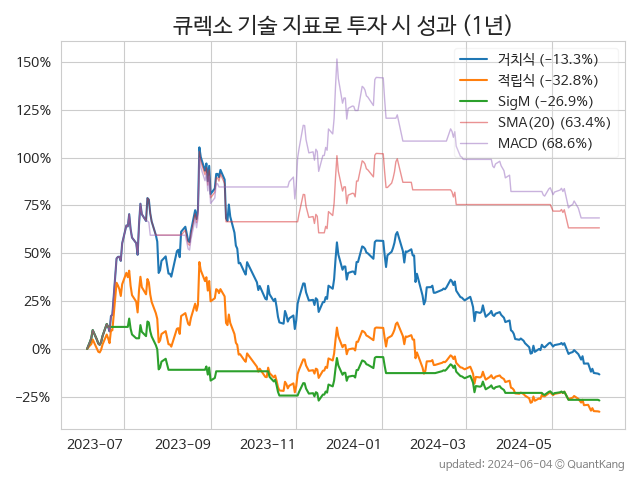 큐렉소 기술 지표로 투자 시 성과 (1년)
거치식 (−13.3%)
적립식 (−32.8%)
SigM (−26.9%)
SMA(20) (63.4%)
MACD (68.6%)
150%
125%
100%
75%
50%
25%
0%
−25%
2023-07 2023-09 2023-11 2024-01 2024-03 2024-05
updated: 2024-06-04 ⓒ QuantKang